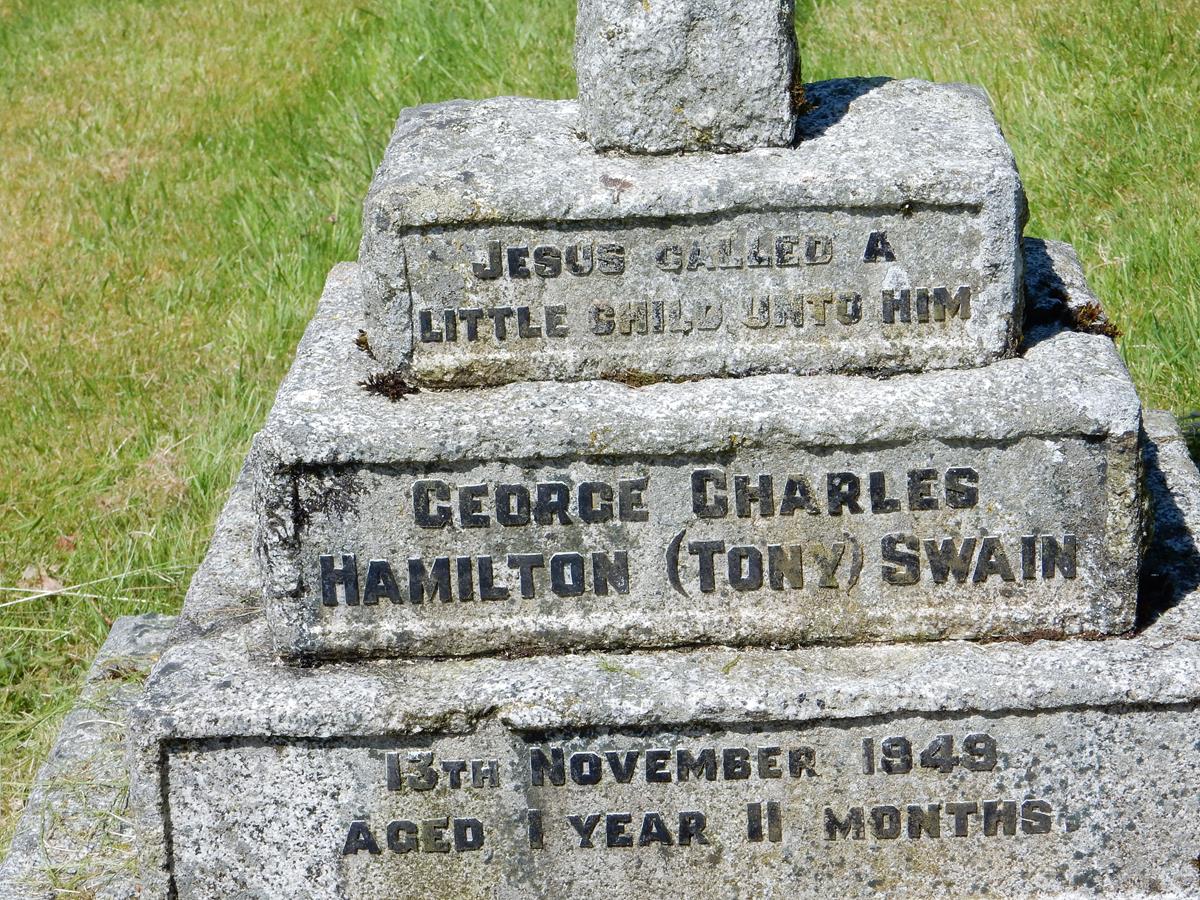 JESUS CALLED A
LITTLE CHILD UNTO HIM
GEORGE CHARLES
HAMILTON (TONY) SWAIN
13TH NOVEMBER 1949
AGED 1 YEAR 11 MONTHS.